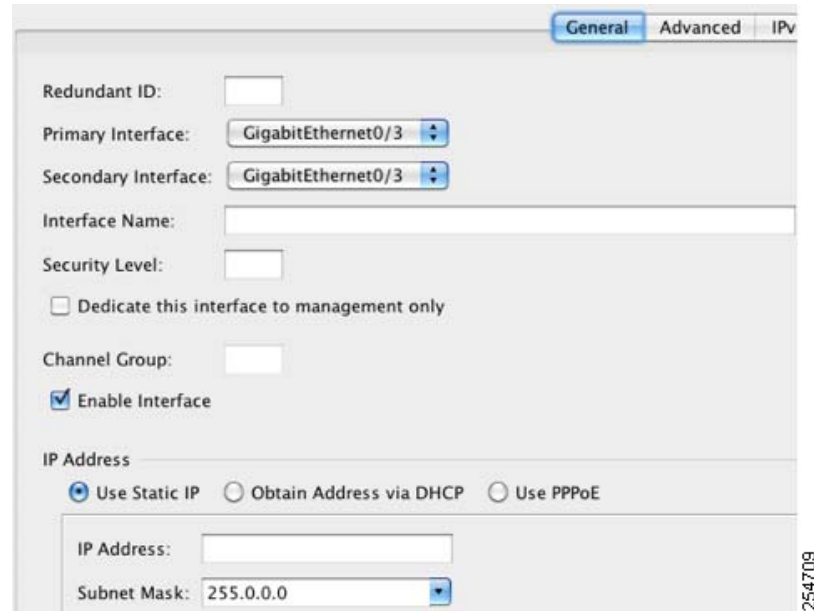 General Advanced IPv
Redundant ID:
Primary Interface: GigabitEthernet0/3
Secondary Interface: GigabitEthernet0/3
Interface Name:
Security Level:
Dedicate this interface to management only
Channel Group:
Enable Interface
IP Address
Use Static IP Obtain Address via DHCP Use PPPoE
IP Address:
Subnet Mask: 255.0.0.0
254709